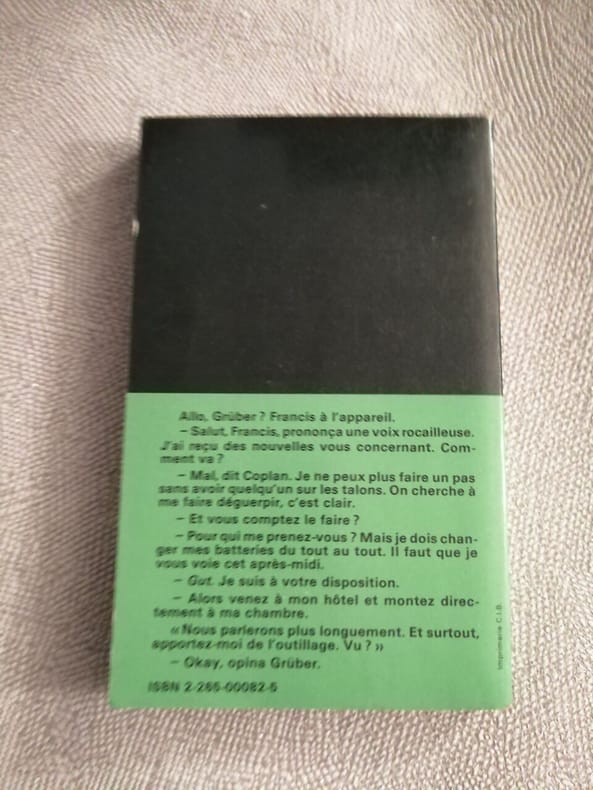 Allo, Grüber ? Francis à l'appareil.
– Salut, Francis, prononça une voix rocailleuse.
J'ai reçu des nouvelles vous concernant. Com-
ment va ?
– Mal, dit Coplan. Je ne peux plus faire un pas
sans avoir quelqu'un sur les talons. On cherche à
me faire déguerpir, c'est clair.
– Et vous comptez le faire ?
– Pour qui me prenez-vous ? Mais je dois chan-
ger mes batteries du tout au tout. Il faut que je
vous voie cet après-midi.
– Gut. Je suis à votre disposition.
– Alors venez à mon hôtel et montez direc-
tement à ma chambre.
« Nous parlerons plus longuement. Et surtout,
apportez-moi de l'outillage. Vu ? »
– Okay, opina Grüber.
ISBN 2-265-00082-5
Imprimerie C.I.B.